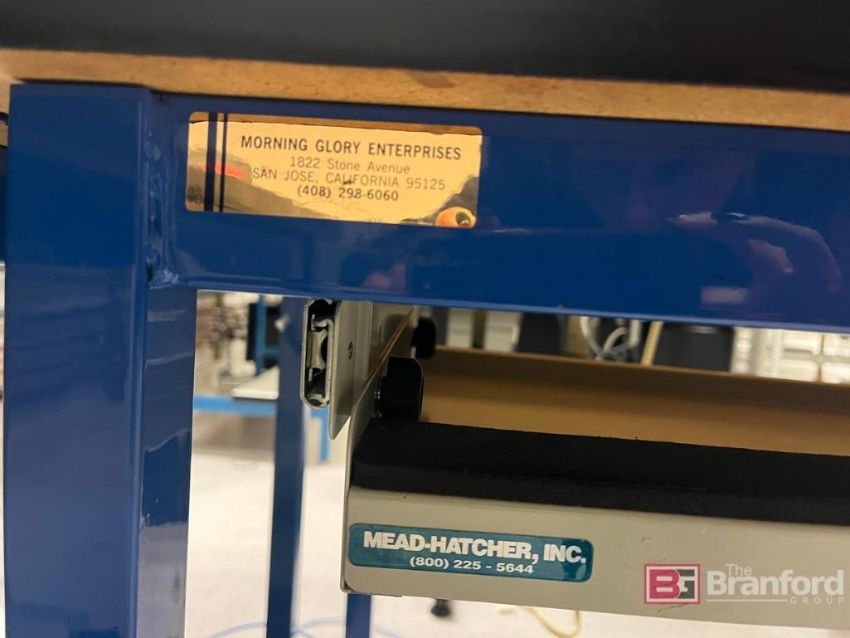 MORNING GLORY ENTERPRISES
1822 Stone Avenue
SAN JOSE, CALIFORNIA 95125
(408) 298-6060
MEAD-HATCHER, INC.
(800) 225 - 5644
BG The Branford GROUP